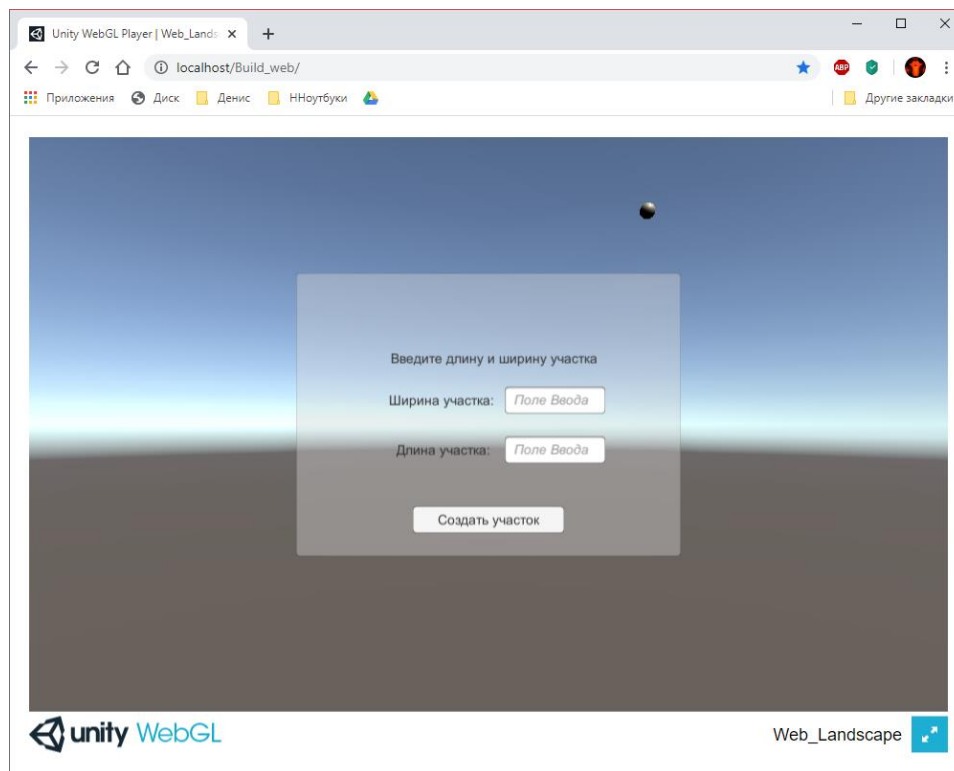 Unity WebGL Player | Web_Lands
localhost/Build_web/
ABP
Приложения Диск Денис ННоутбуки Другие закладки
Введите длину и ширину участка
Ширина участка: Поле Ввода
Длина участка: Поле Ввода
Создать участок
unity WebGL Web_Landscape